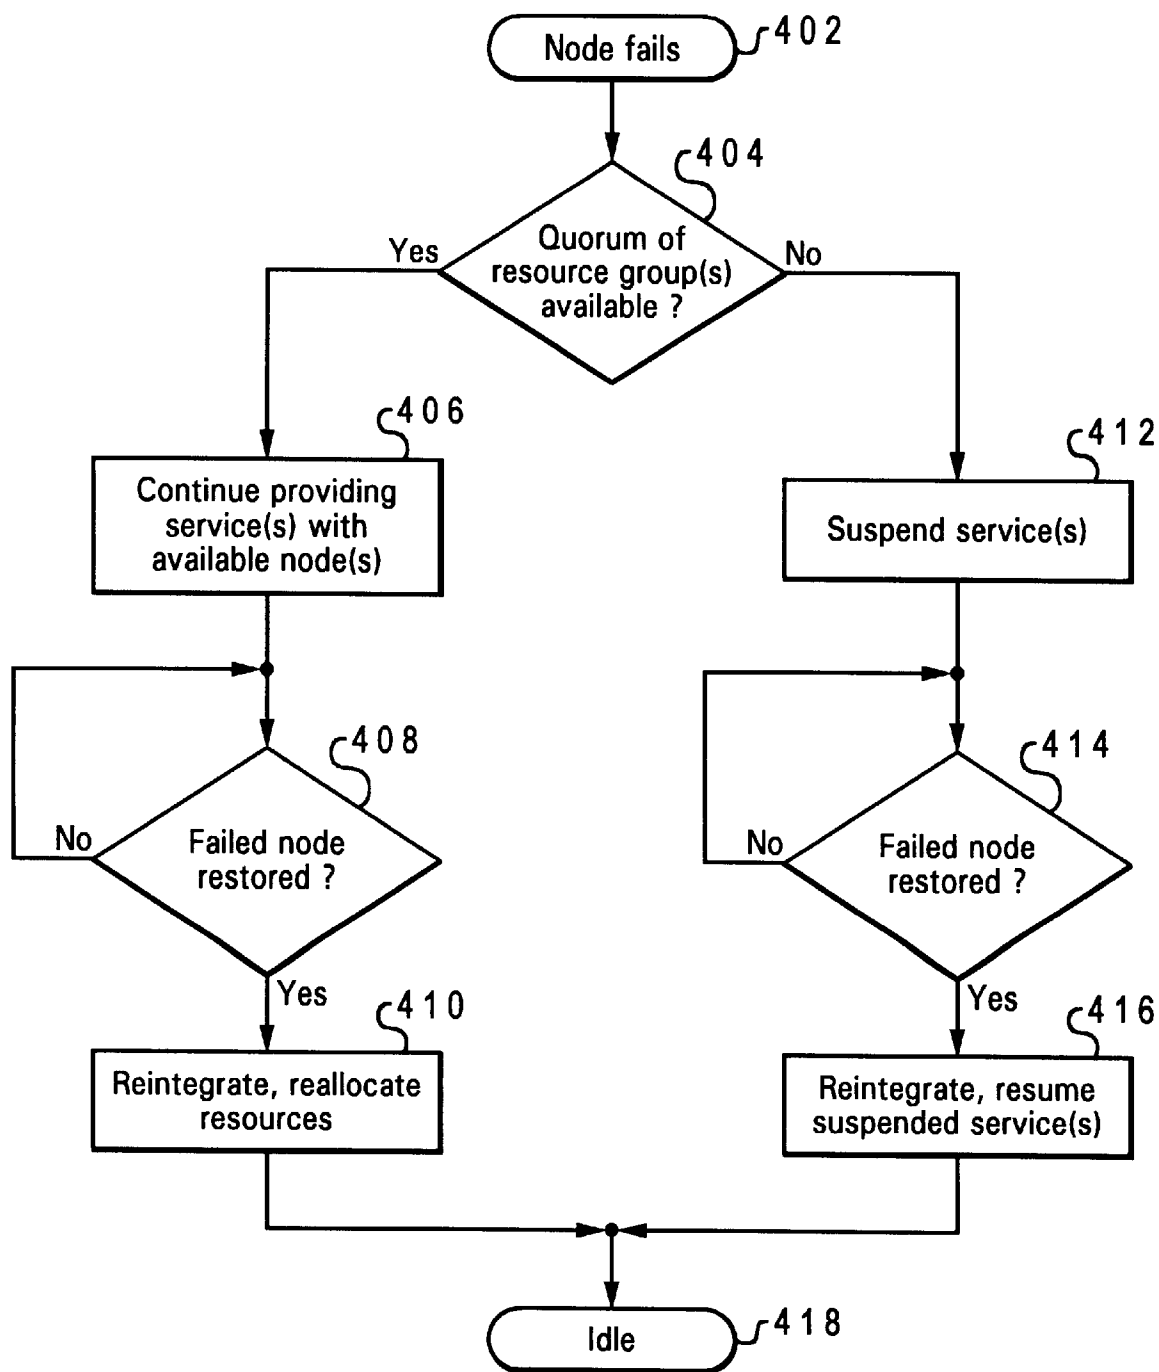 Node fails
402
404
Quorum of
resource group(s)
available ?
Yes
No
406
Continue providing
service(s) with
available node(s)
412
Suspend service(s)
408
Failed node
restored ?
No
Yes
414
Failed node
restored ?
No
Yes
410
Reintegrate, reallocate
resources
416
Reintegrate, resume
suspended service(s)
Idle
418